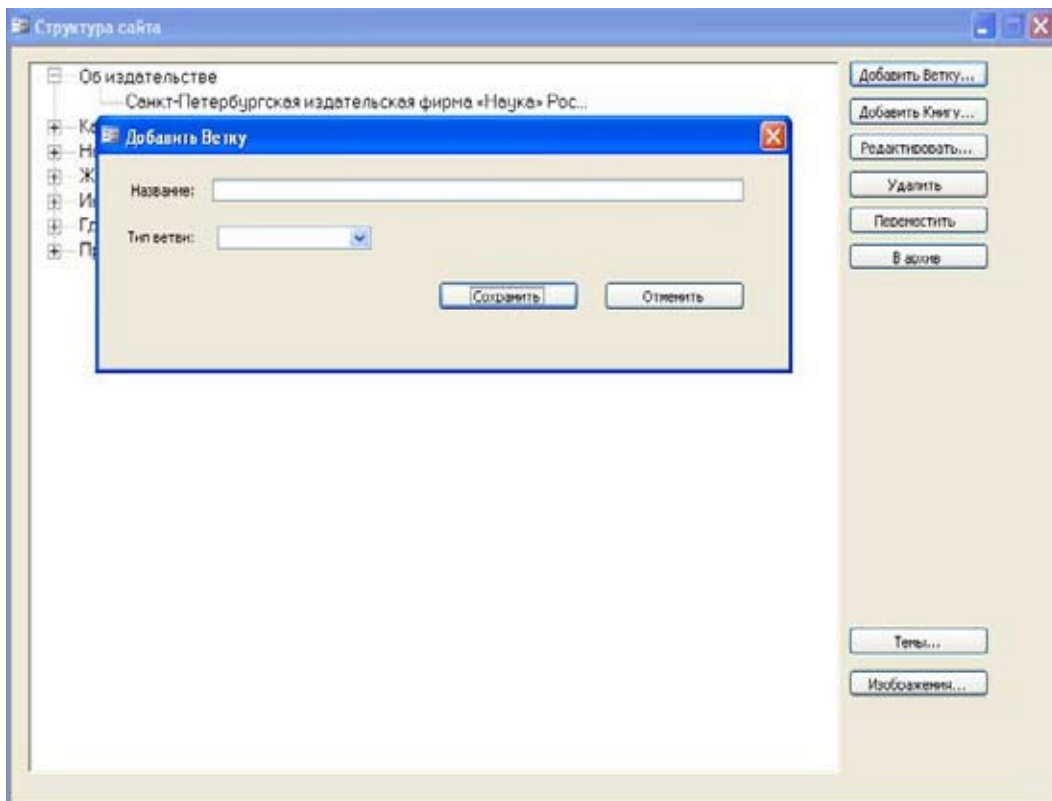 Структура сайта
Об издательстве
Санкт-Петербургская издательская фирма «Наука» Рос...
Добавить Ветку
Название:
Тип ветви:
Сохранить
Отменить
Добавить Ветку...
Добавить Книгу...
Редактировать...
Удалить
Переместить
В архив
Темы...
Изображения...